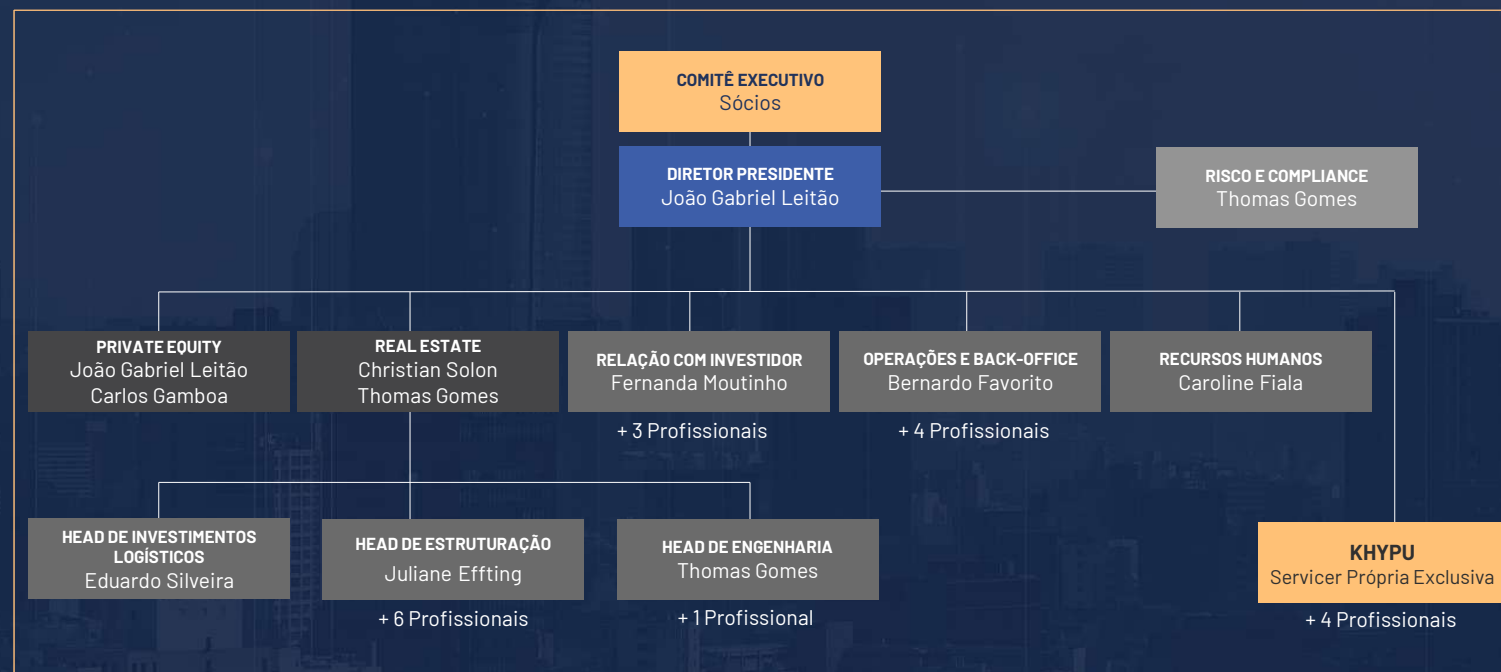 COMITÊ EXECUTIVO
Sócios
DIRETOR PRESIDENTE
João Gabriel Leitão
RISCO E COMPLIANCE
Thomas Gomes
PRIVATE EQUITY
João Gabriel Leitão
Carlos Gamboa
REAL ESTATE
Christian Solon
Thomas Gomes
RELAÇÃO COM INVESTIDOR
Fernanda Moutinho
+ 3 Profissionais
OPERAÇÕES E BACK-OFFICE
Bernardo Favorito
+ 4 Profissionais
RECURSOS HUMANOS
Caroline Fiala
HEAD DE INVESTIMENTOS
LOGÍSTICOS
Eduardo Silveira
HEAD DE ESTRUTURAÇÃO
Juliane Effting
+ 6 Profissionais
HEAD DE ENGENHARIA
Thomas Gomes
+ 1 Profissional
KHYPU
Servicer Própria Exclusiva
+ 4 Profissionais